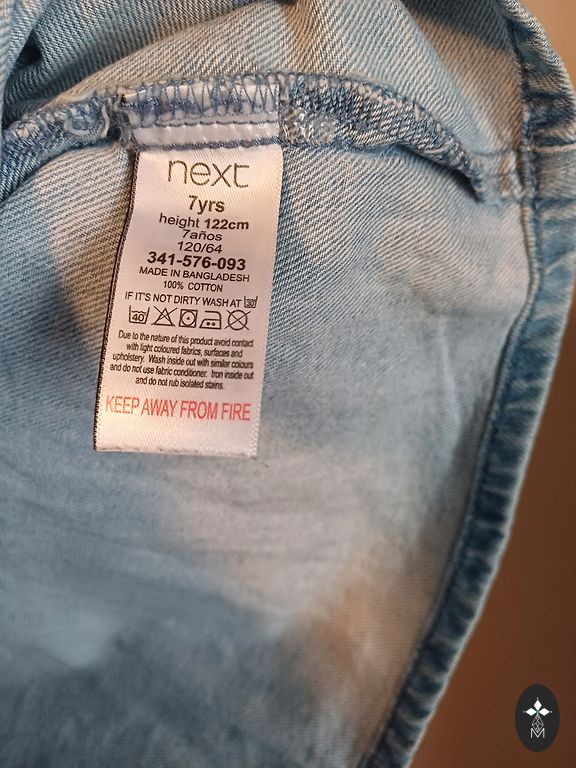 next
7yrs
height 122cm
7años
120/64
341-576-093
MADE IN BANGLADESH
100% COTTON
IF IT'S NOT DIRTY WASH AT 30
40
Due to the nature of this product avoid contact
with light coloured fabrics, surfaces and
upholstery. Wash inside out with similar colours
and do not use fabric conditioner. Iron inside out
and do not rub isolated stains.
KEEP AWAY FROM FIRE
M